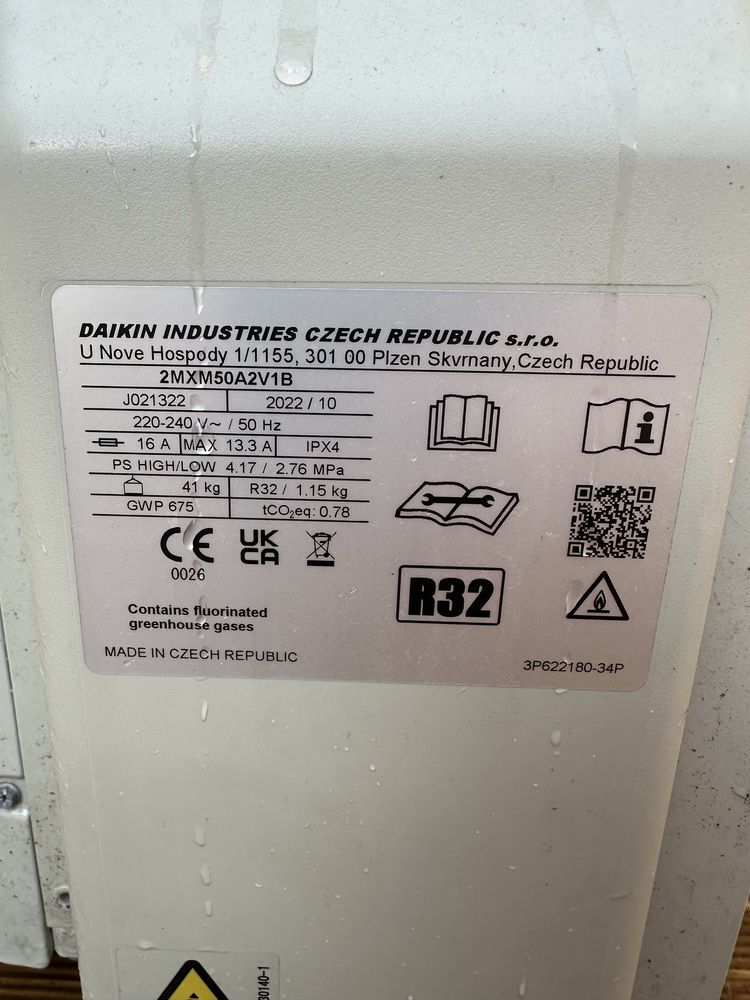 DAIKIN INDUSTRIES CZECH REPUBLIC s.r.o.
U Nove Hospody 1/1155, 301 00 Plzen Skvrnany,Czech Republic
2MXM50A2V1B
J021322 2022 / 10
220-240 V~ / 50 Hz
16 A MAX 13.3 A IPX4
PS HIGH/LOW 4.17 / 2.76 MPa
41 kg R32 / 1.15 kg
GWP 675 tCO₂eq: 0.78
CE UK CA
0026
R32
Contains fluorinated
greenhouse gases
MADE IN CZECH REPUBLIC
3P622180-34P
30140-1